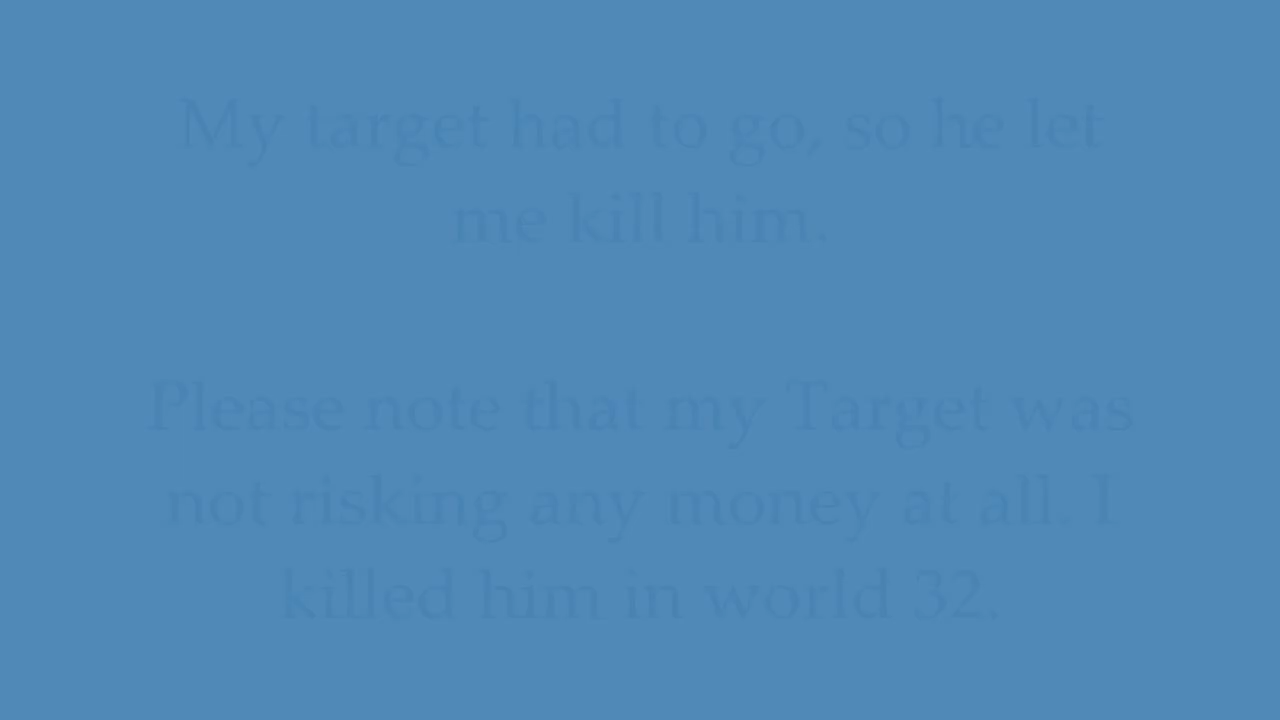 My target had to go, so he let
me kill him.
Please note that my Target was
not risking any money at all. I
killed him in world 32.